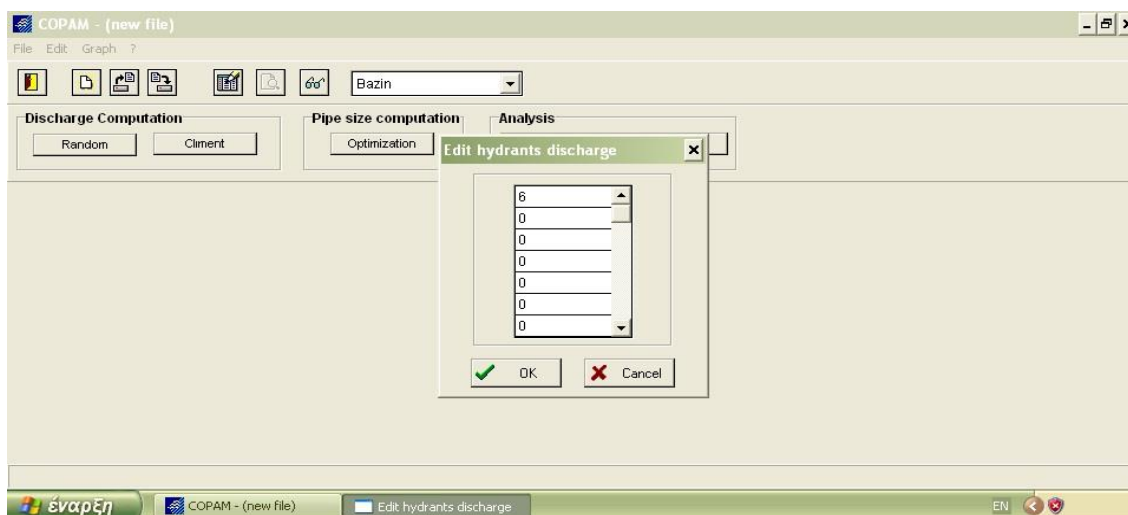 COPAM - (new file)
File Edit Graph ?
Bazin
Discharge Computation
Pipe size computation
Analysis
Random
Climent
Optimization
Edit hydrants discharge
6
0
0
0
0
0
0
OK
Cancel
έναρξη
COPAM - (new file)
Edit hydrants discharge
EN